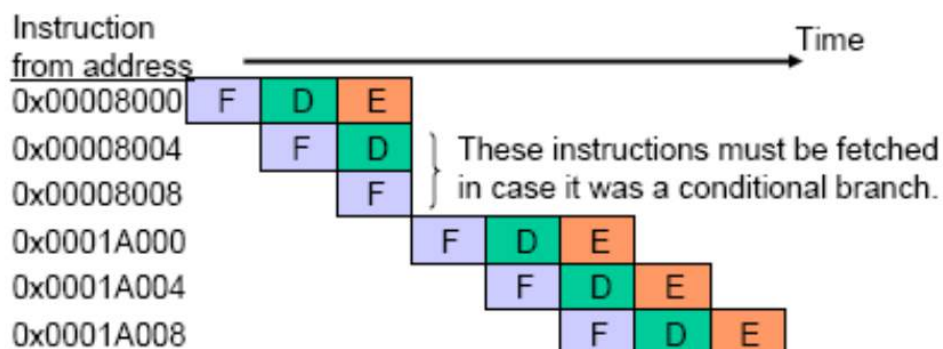 Instruction
from address
Time
0x00008000 F D E
0x00008004 F D
These instructions must be fetched
0x00008008 F
in case it was a conditional branch.
0x0001A000 F D E
0x0001A004 F D E
0x0001A008 F D E